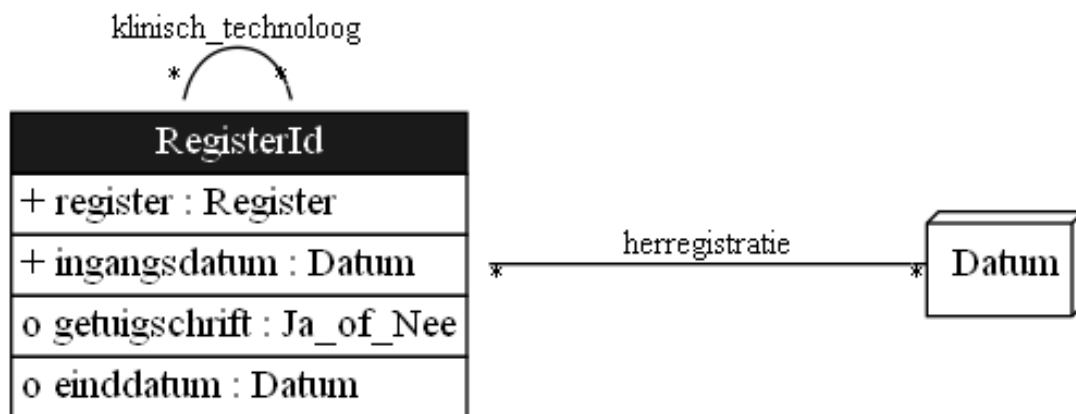 klinisch_technoloog
* *
RegisterId
+ register : Register
+ ingangsdatum : Datum
o getuigschrift : Ja_of_Nee
o einddatum : Datum
herregistratie
* *
Datum